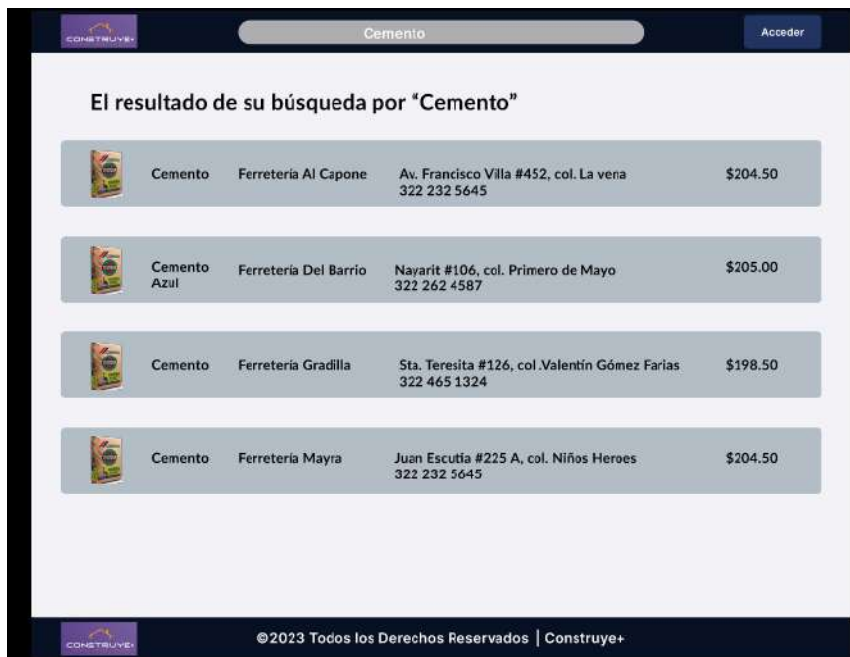 CONSTRUYE+
Cemento
Acceder
El resultado de su búsqueda por “Cemento”
Cemento
Ferretería Al Capone
Av. Francisco Villa #452, col. La vena
322 232 5645
$204.50
Cemento
Azul
Ferretería Del Barrio
Nayarit #106, col. Primero de Mayo
322 262 4587
$205.00
Cemento
Ferretería Gradilla
Sta. Teresita #126, col .Valentín Gómez Farias
322 465 1324
$198.50
Cemento
Ferretería Mayra
Juan Escutia #225 A, col. Niños Heroes
322 232 5645
$204.50
CONSTRUYE+
©2023 Todos los Derechos Reservados | Construye+